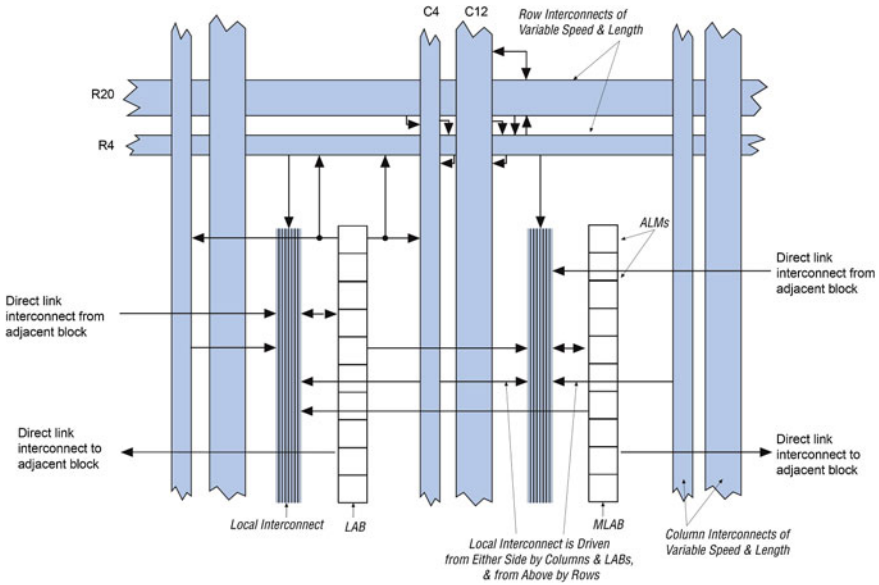 C4
C12
Row Interconnects of
Variable Speed & Length
R20
R4
ALMs
Direct link
interconnect from
adjacent block
Direct link
interconnect from
adjacent block
Direct link
interconnect to
adjacent block
Direct link
interconnect to
adjacent block
Local Interconnect
LAB
MLAB
Column Interconnects of
Variable Speed & Length
Local Interconnect is Driven
from Either Side by Columns & LABs,
& from Above by Rows